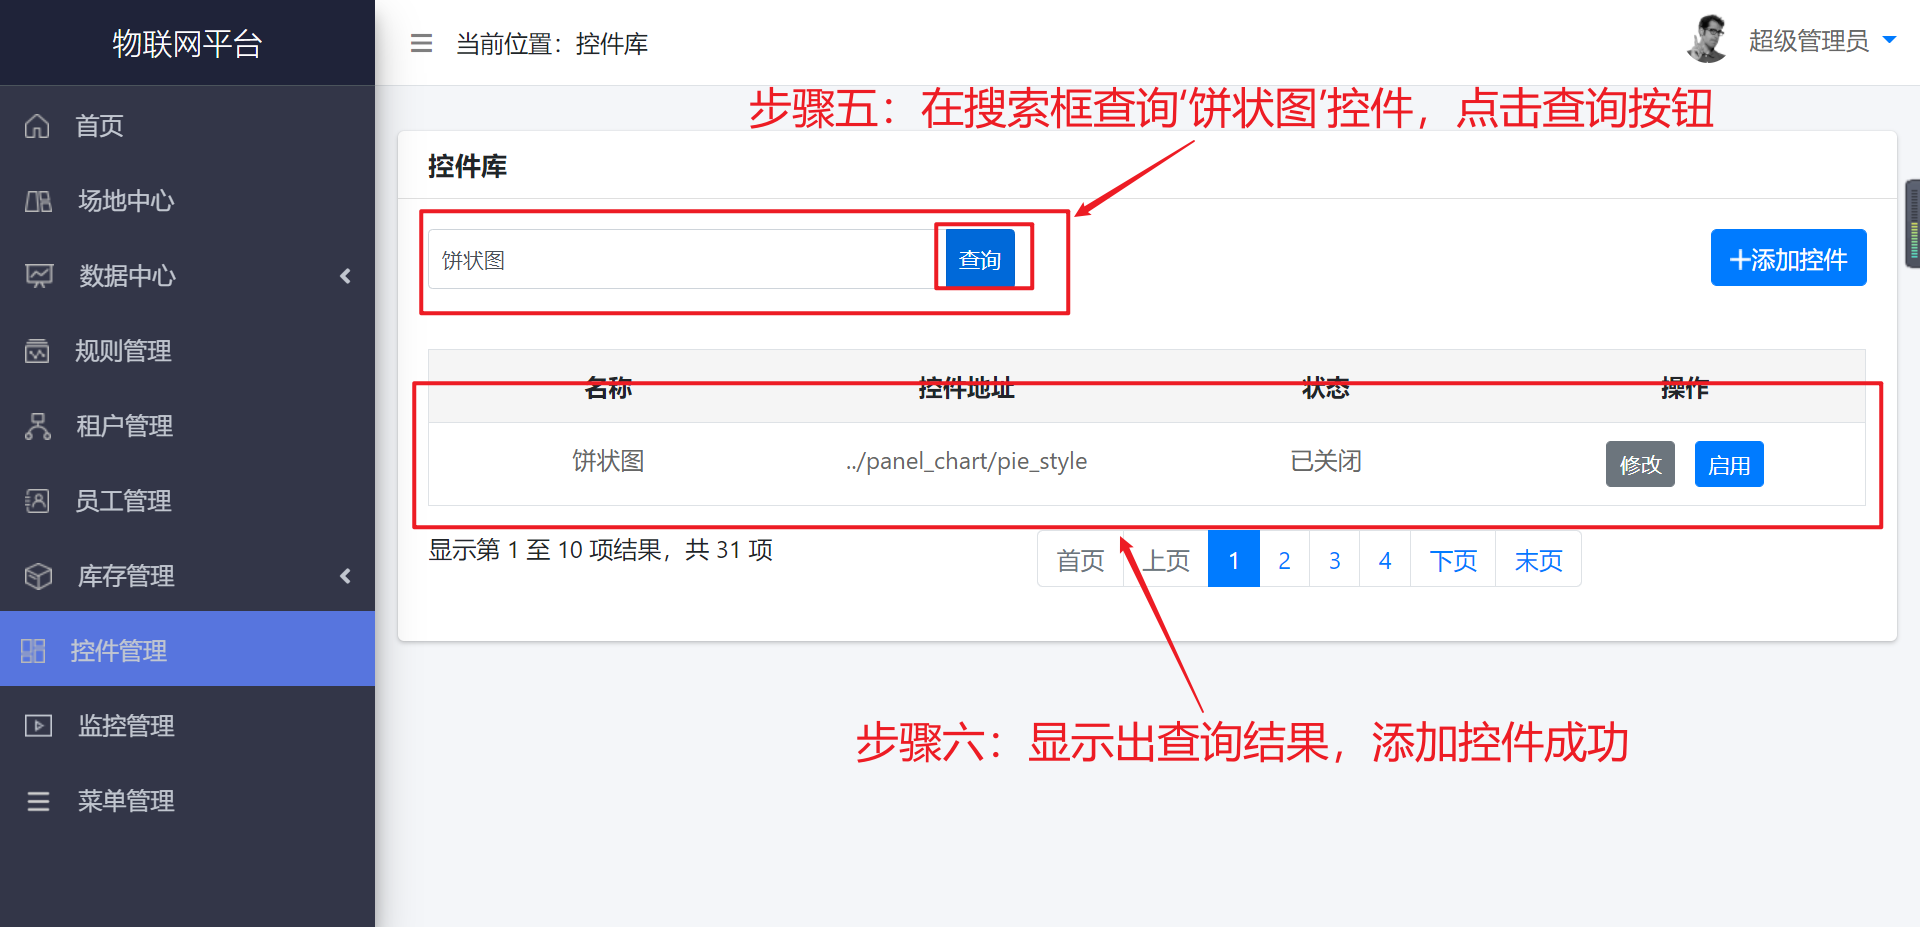 物联网平台
当前位置：控件库
超级管理员
首页
场地中心
数据中心
规则管理
租户管理
员工管理
库存管理
控件管理
监控管理
菜单管理
步骤五：在搜索框查询‘饼状图’控件，点击查询按钮
控件库
饼状图
查询
+添加控件
名称 控件地址 状态 操作
饼状图 ../panel_chart/pie_style 已关闭 修改 启用
显示第 1 至 10 项结果，共 31 项
首页 上页 1 2 3 4 下页 末页
步骤六：显示出查询结果，添加控件成功